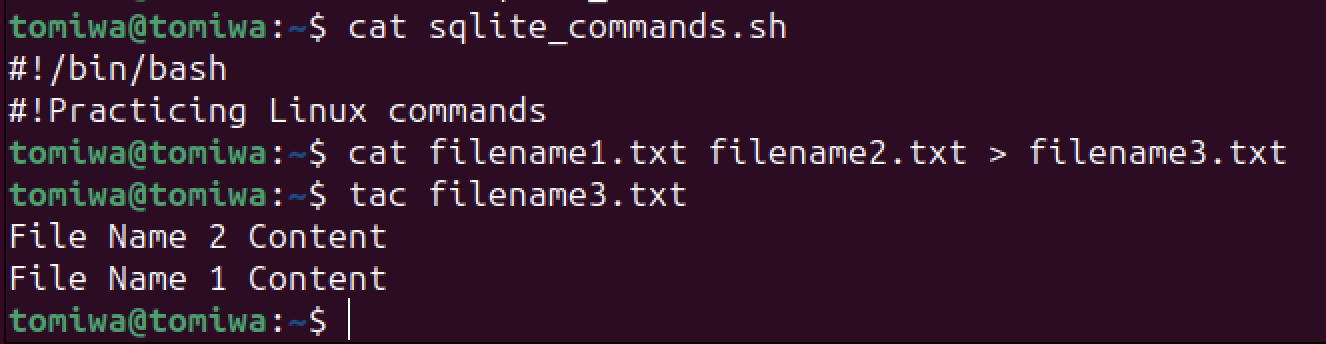 tomiwa@tomiwa:~$ cat sqlite_commands.sh
#!/bin/bash
#!Practicing Linux commands
tomiwa@tomiwa:~$ cat filename1.txt filename2.txt > filename3.txt
tomiwa@tomiwa:~$ tac filename3.txt
File Name 2 Content
File Name 1 Content
tomiwa@tomiwa:~$